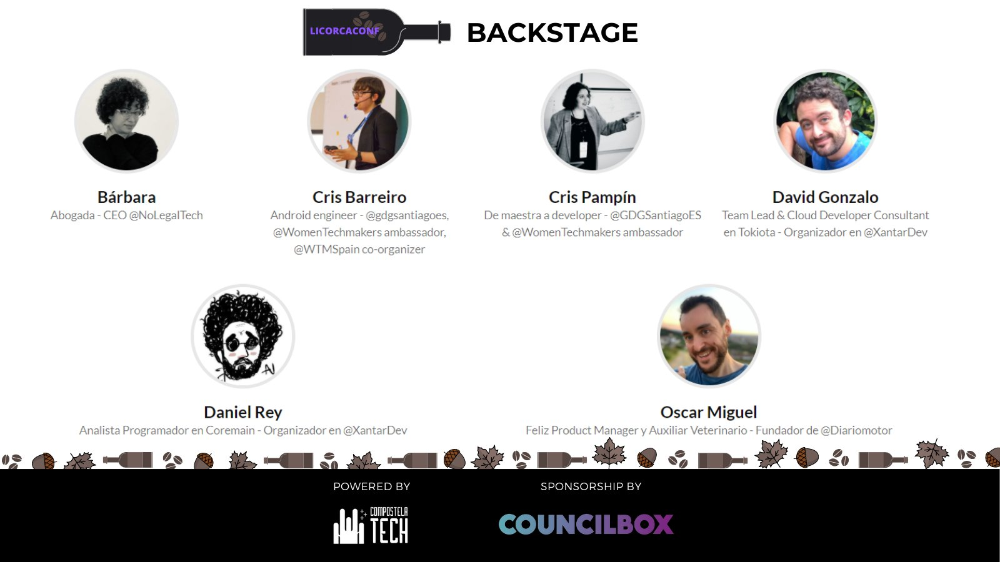 LICORCACONF
BACKSTAGE
Bárbara
Abogada - CEO @NoLegalTech
Cris Barreiro
Android engineer - @gdgsantiagoes,
@WomenTechmakers ambassador,
@WTMSpain co-organizer
Cris Pampín
De maestra a developer - @GDGSantiagoES
& @WomenTechmakers ambassador
David Gonzalo
Team Lead & Cloud Developer Consultant
en Tokiota - Organizador en @XantarDev
Daniel Rey
Analista Programador en Coremain - Organizador en @XantarDev
Oscar Miguel
Feliz Product Manager y Auxiliar Veterinario - Fundador de @Diariomotor
POWERED BY
COMPOSTELA
TECH
SPONSORSHIP BY
COUNCILBOX